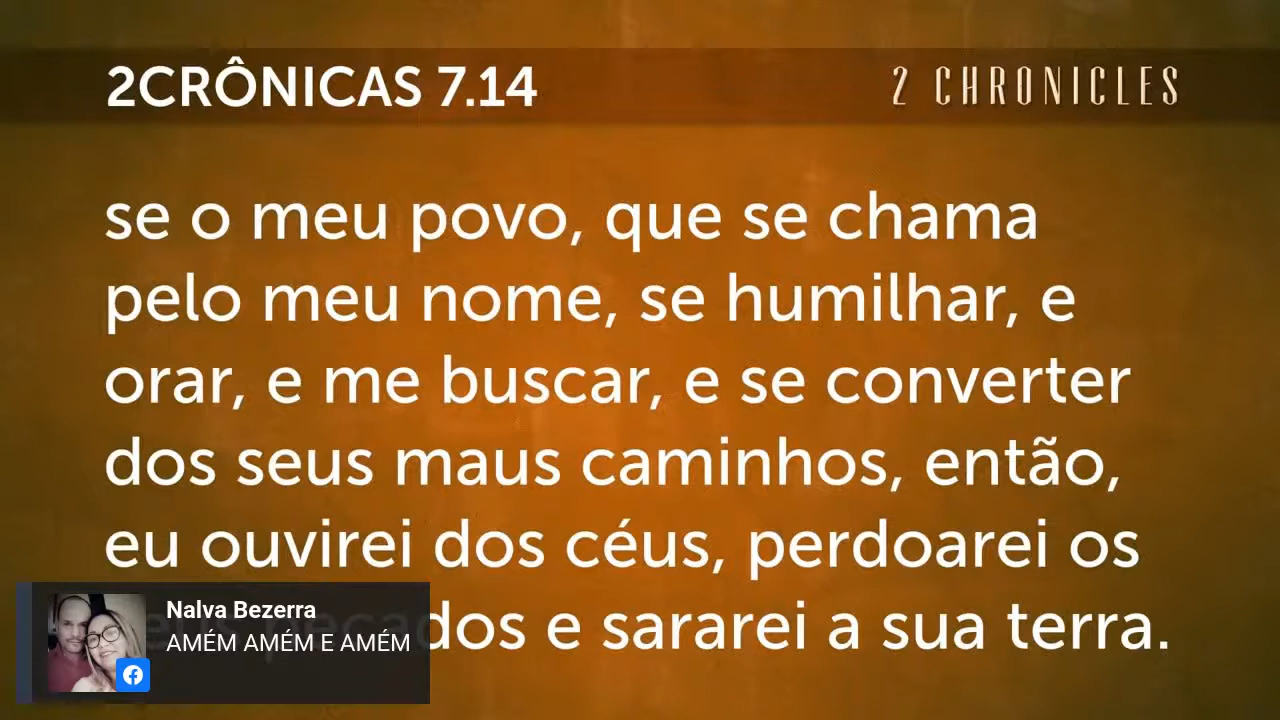 2CRÔNICAS 7.14
2 CHRONICLES
se o meu povo, que se chama
pelo meu nome, se humilhar, e
orar, e me buscar, e se converter
dos seus maus caminhos, então,
eu ouvirei dos céus, perdoarei os
seus pecados e sararei a sua terra.
Nalva Bezerra
AMÉM AMÉM E AMÉM